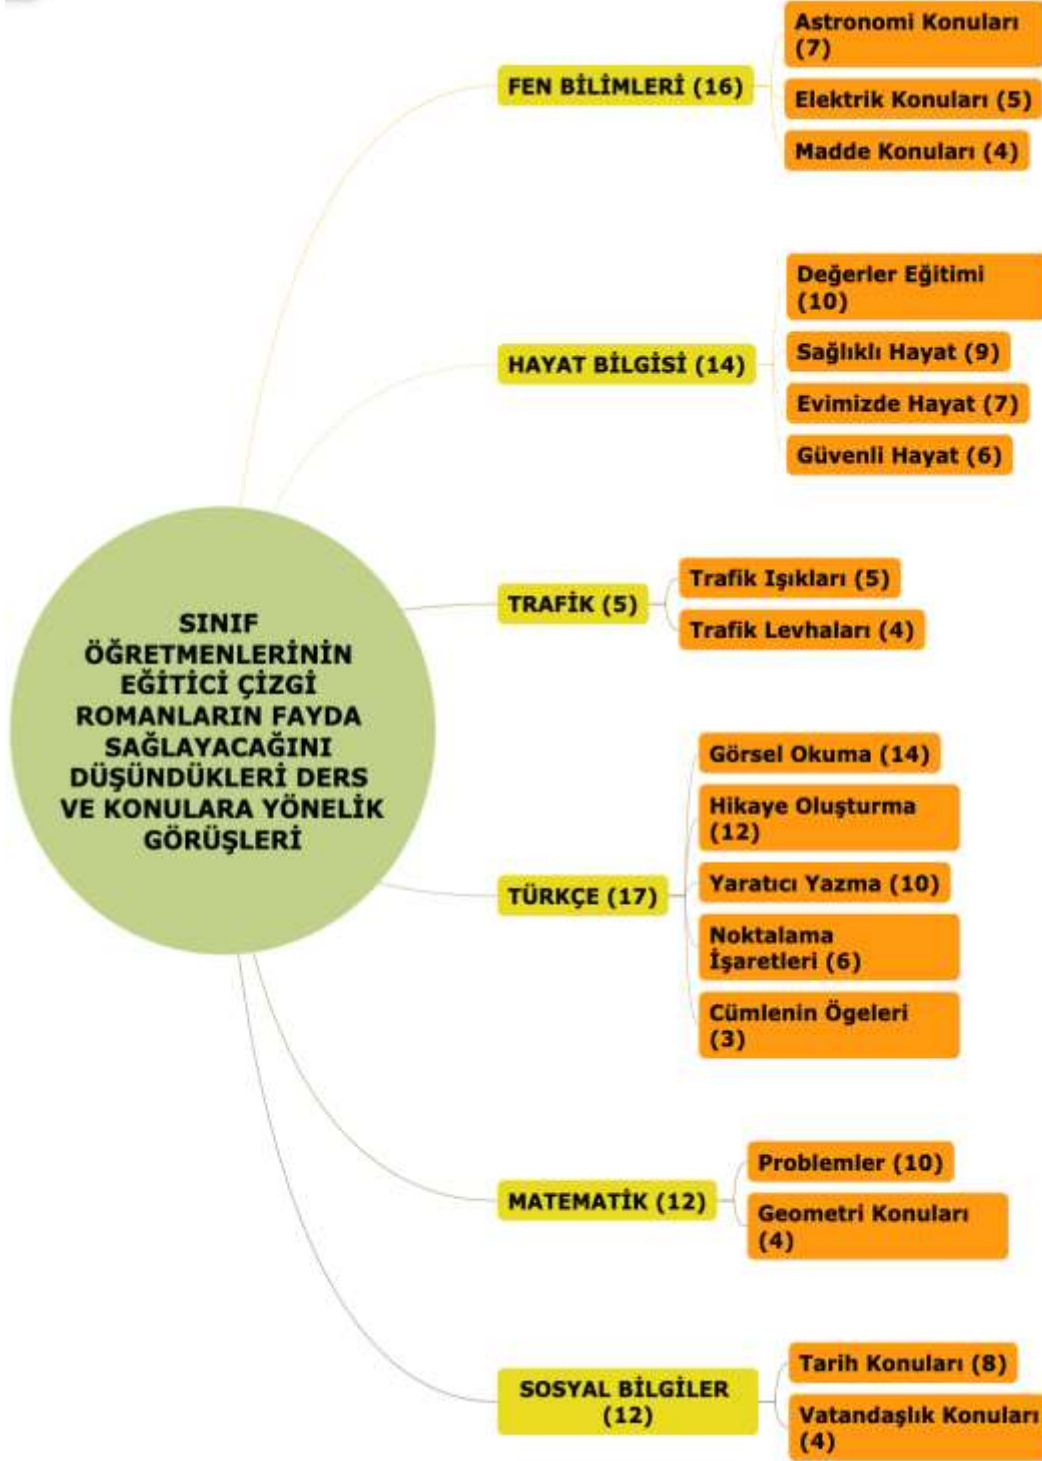 Astronomi Konuları
(7)
FEN BİLİMLERİ (16)
Elektrik Konuları (5)
Madde Konuları (4)
Değerler Eğitimi
(10)
HAYAT BİLGİSİ (14)
Sağlıklı Hayat (9)
Evimizde Hayat (7)
Güvenli Hayat (6)
SINIF
ÖĞRETMENLERİNİN
EĞİTİCİ ÇİZGİ
ROMANLARIN FAYDA
SAĞLAYACAĞINI
DÜŞÜNDÜKLERİ DERS
VE KONULARA YÖNELİK
GÖRÜŞLERİ
TRAFİK (5)
Trafik Işıkları (5)
Trafik Levhaları (4)
TÜRKÇE (17)
Görsel Okuma (14)
Hikaye Oluşturma
(12)
Yaratıcı Yazma (10)
Noktalama
İşaretleri (6)
Cümlenin Ögeleri
(3)
MATEMATİK (12)
Problemler (10)
Geometri Konuları
(4)
SOSYAL BİLGİLER
(12)
Tarih Konuları (8)
Vatandaşlık Konuları
(4)